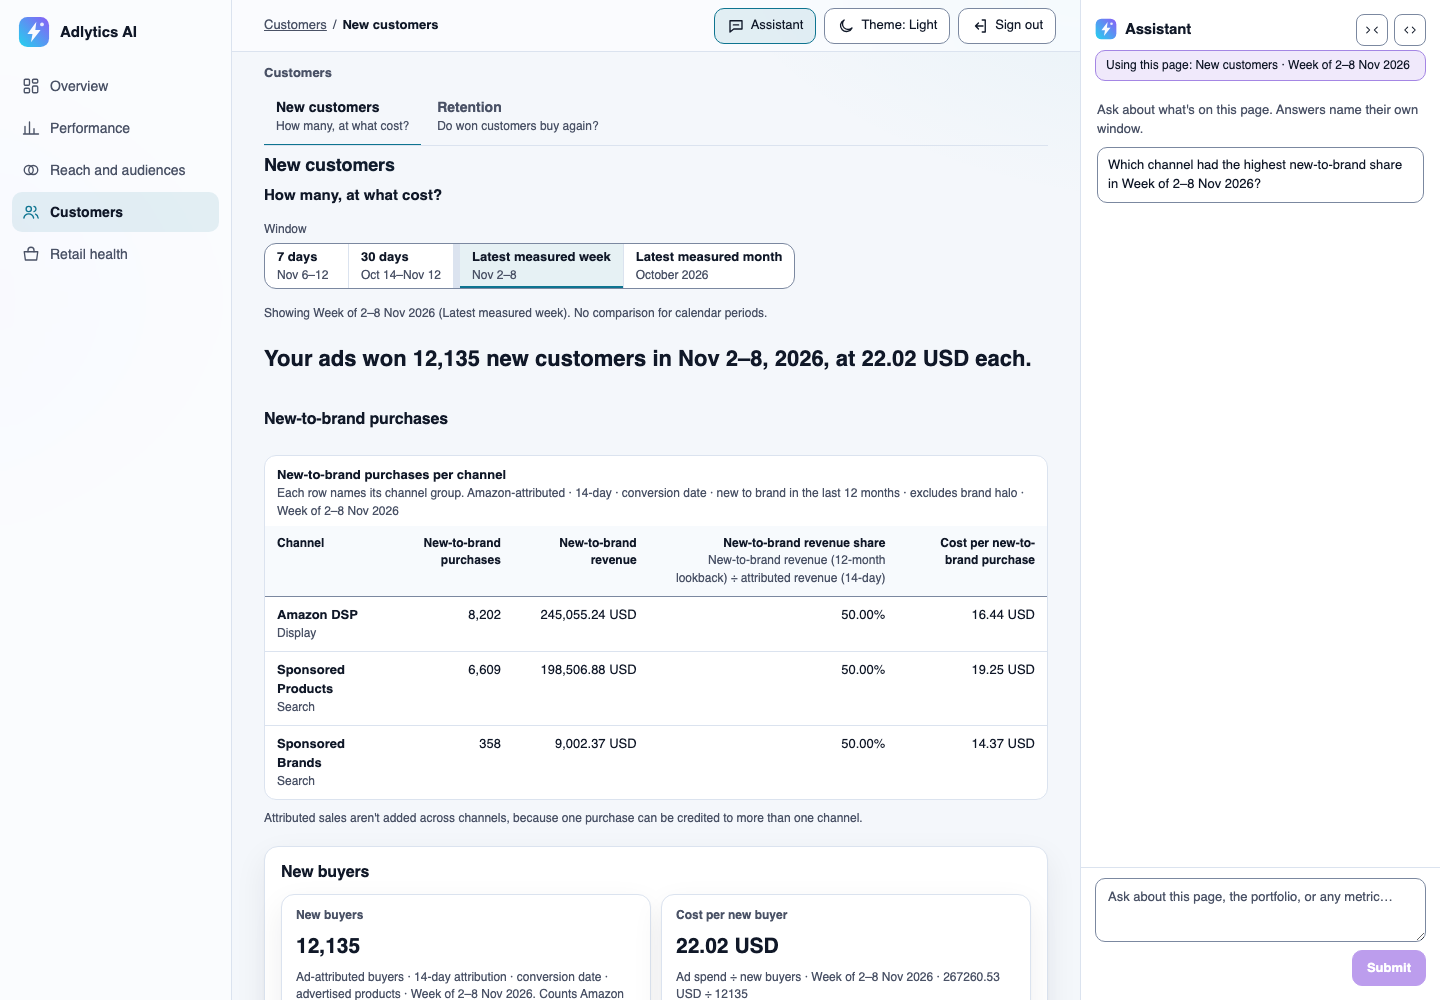 Adlytics AI
Overview
Performance
Reach and audiences
Customers
Retail health
Customers / New customers
Assistant
Theme: Light
Sign out
Customers
New customers
How many, at what cost?
Retention
Do won customers buy again?
New customers
How many, at what cost?
Window
7 days
Nov 6–12
30 days
Oct 14–Nov 12
Latest measured week
Nov 2–8
Latest measured month
October 2026
Showing Week of 2–8 Nov 2026 (Latest measured week). No comparison for calendar periods.
Your ads won 12,135 new customers in Nov 2–8, 2026, at 22.02 USD each.
New-to-brand purchases
New-to-brand purchases per channel
Each row names its channel group. Amazon-attributed · 14-day · conversion date · new to brand in the last 12 months · excludes brand halo ·
Week of 2–8 Nov 2026
Channel
New-to-brand
purchases
New-to-brand
revenue
New-to-brand revenue share
New-to-brand revenue (12-month
lookback) ÷ attributed revenue (14-day)
Cost per new-to-
brand purchase
Amazon DSP
Display
8,202
245,055.24 USD
50.00%
16.44 USD
Sponsored
Products
Search
6,609
198,506.88 USD
50.00%
19.25 USD
Sponsored
Brands
Search
358
9,002.37 USD
50.00%
14.37 USD
Attributed sales aren't added across channels, because one purchase can be credited to more than one channel.
New buyers
New buyers
12,135
Ad-attributed buyers · 14-day attribution · conversion date ·
advertised products · Week of 2–8 Nov 2026. Counts Amazon
Cost per new buyer
22.02 USD
Ad spend ÷ new buyers · Week of 2–8 Nov 2026 · 267260.53
USD ÷ 12135
Assistant
Using this page: New customers · Week of 2–8 Nov 2026
Ask about what's on this page. Answers name their own
window.
Which channel had the highest new-to-brand share
in Week of 2–8 Nov 2026?
Ask about this page, the portfolio, or any metric…
Submit